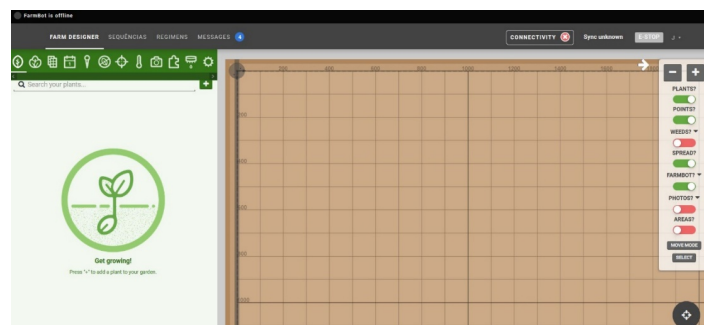 FarmBot is offline
FARM DESIGNER SEQUÊNCIAS REGIMENS MESSAGES 4
CONNECTIVITY Sync unknown E-STOP J
Search your plants...
200 400 600 800 1000 1200 1400 1600
PLANTS?
POINTS?
WEEDS?
SPREAD?
FARMBOT?
PHOTOS?
AREAS?
MOVE MODE
SELECT
200
400
600
800
1000
Get growing!
Press "+" to add a plant to your garden.